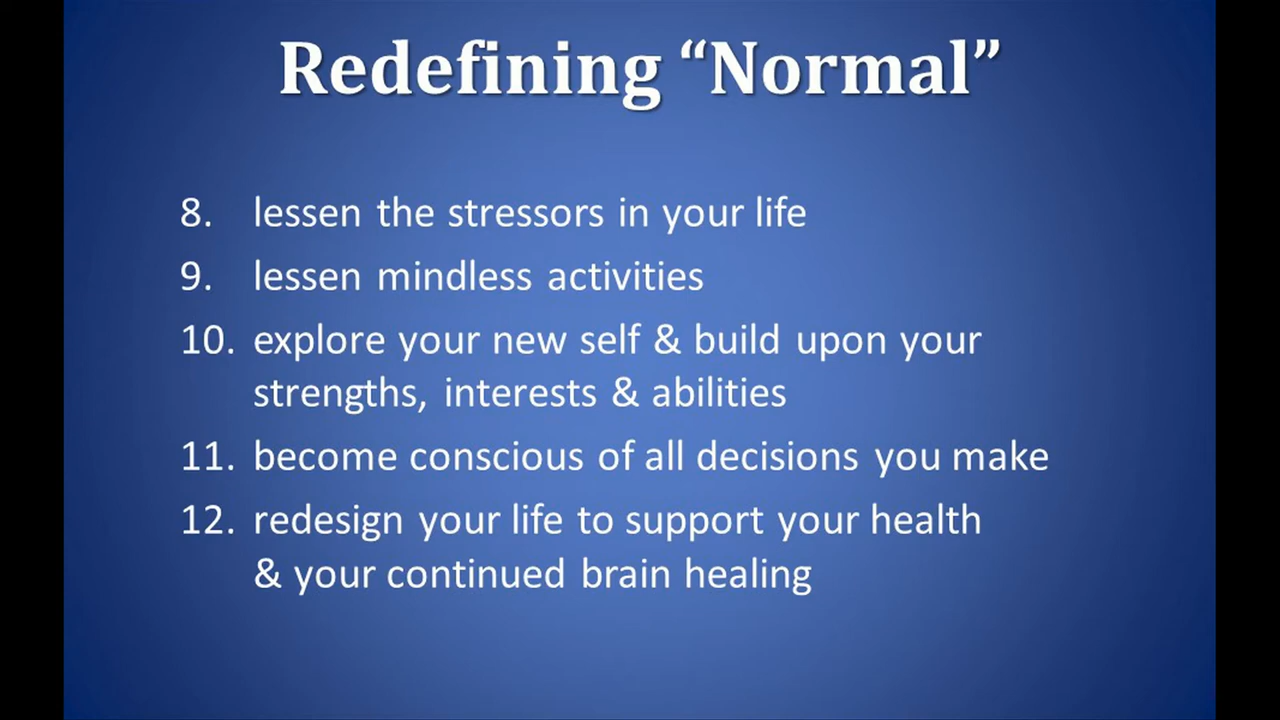 Redefining “Normal”
8. lessen the stressors in your life
9. lessen mindless activities
10. explore your new self & build upon your
strengths, interests & abilities
11. become conscious of all decisions you make
12. redesign your life to support your health
& your continued brain healing